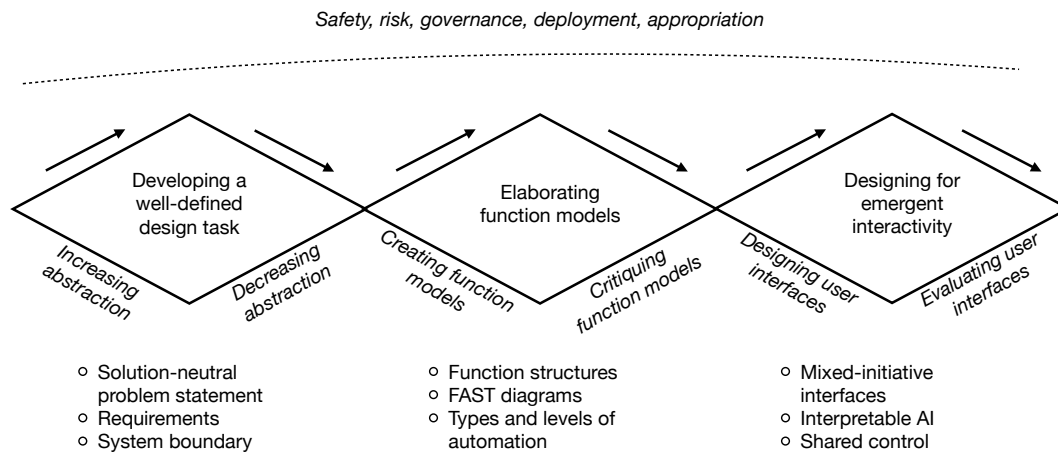 Safety, risk, governance, deployment, appropriation
Developing a
well-defined
design task
Increasing
abstraction
Decreasing
abstraction
Elaborating
function models
Creating function
models
Critiquing
function models
Designing for
emergent
interactivity
Designing user
interfaces
Evaluating user
interfaces
Solution-neutral
problem statement
Requirements
System boundary
Function structures
FAST diagrams
Types and levels of
automation
Mixed-initiative
interfaces
Interpretable AI
Shared control